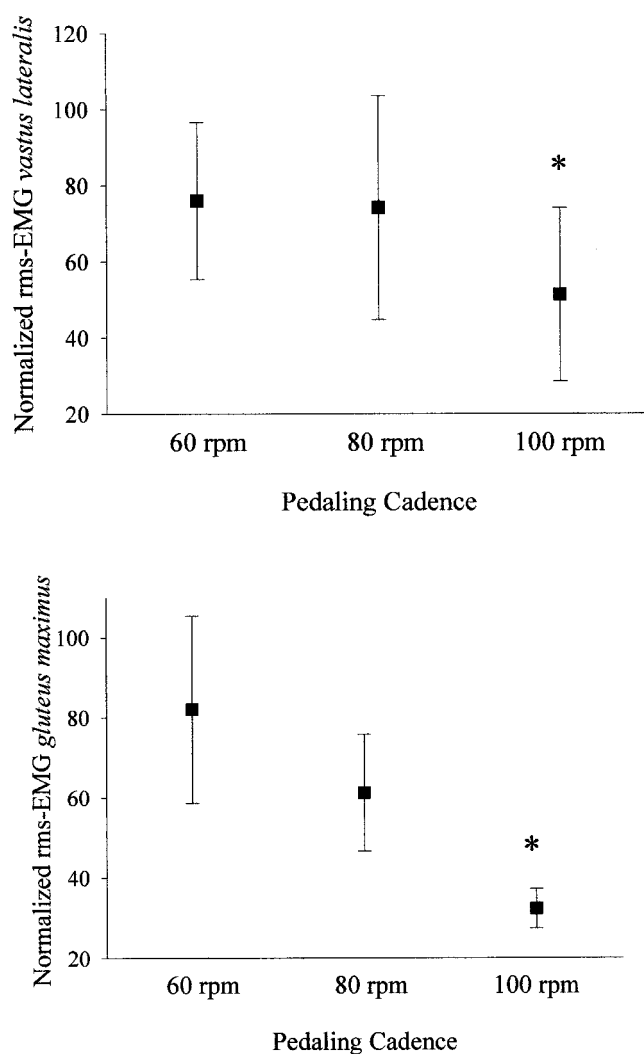 Normalized rms-EMG vastus lateralis
120
100
80
60
40
20
*
60 rpm 80 rpm 100 rpm
Pedaling Cadence
Normalized rms-EMG gluteus maximus
100
80
60
40
20
*
60 rpm 80 rpm 100 rpm
Pedaling Cadence